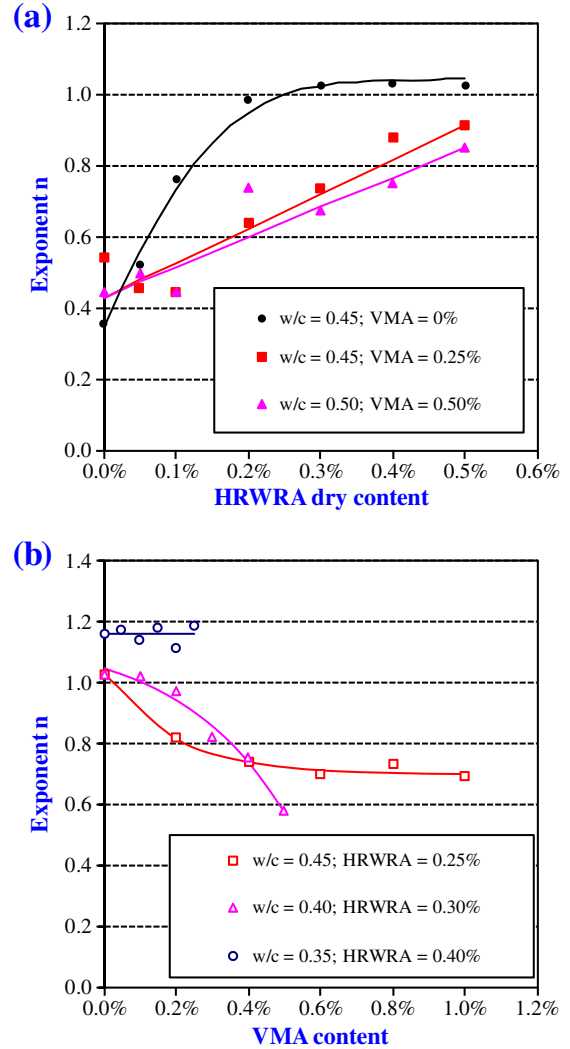 (a)
1.2
1.0
0.8
0.6
0.4
0.2
0.0
Exponent n
w/c = 0.45; VMA = 0%
w/c = 0.45; VMA = 0.25%
w/c = 0.50; VMA = 0.50%
0.0% 0.1% 0.2% 0.3% 0.4% 0.5% 0.6%
HRWRA dry content
(b)
1.4
1.2
1.0
0.8
0.6
0.4
0.2
0.0
Exponent n
w/c = 0.45; HRWRA = 0.25%
w/c = 0.40; HRWRA = 0.30%
w/c = 0.35; HRWRA = 0.40%
0.0% 0.2% 0.4% 0.6% 0.8% 1.0% 1.2%
VMA content